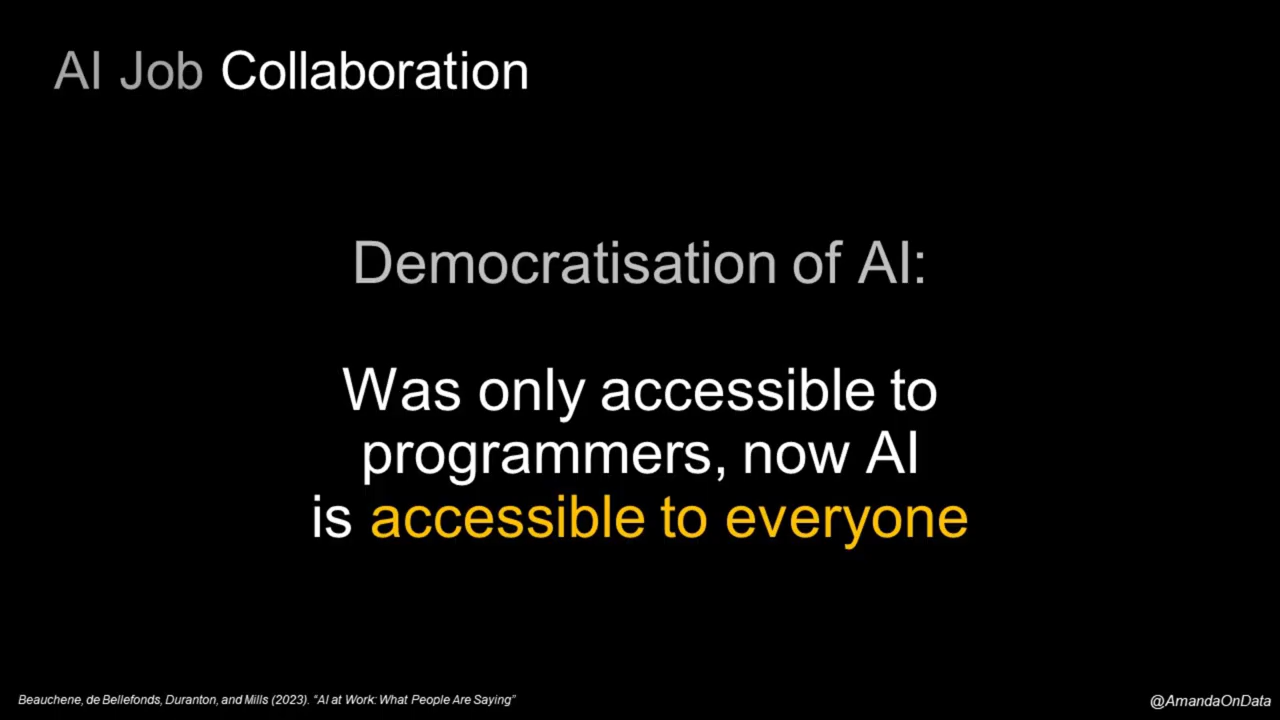 AI Job Collaboration
Democratisation of AI:
Was only accessible to
programmers, now AI
is accessible to everyone
Beauchene, de Bellefonds, Duranton, and Mills (2023). “AI at Work: What People Are Saying”
@AmandaOnData